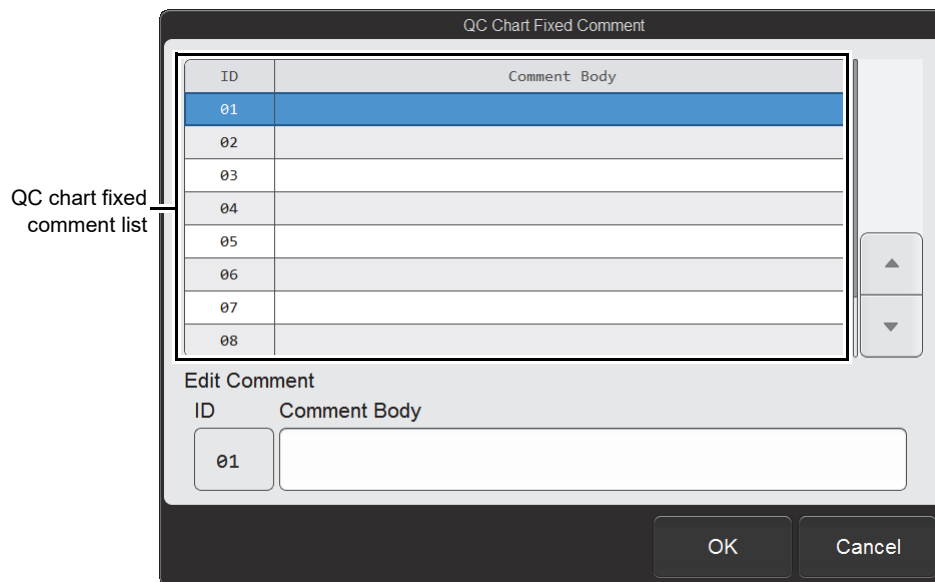 QC Chart Fixed Comment
ID Comment Body
01
02
03
QC chart fixed
comment list
04
05
06
07
08
Edit Comment
ID Comment Body
01
OK Cancel